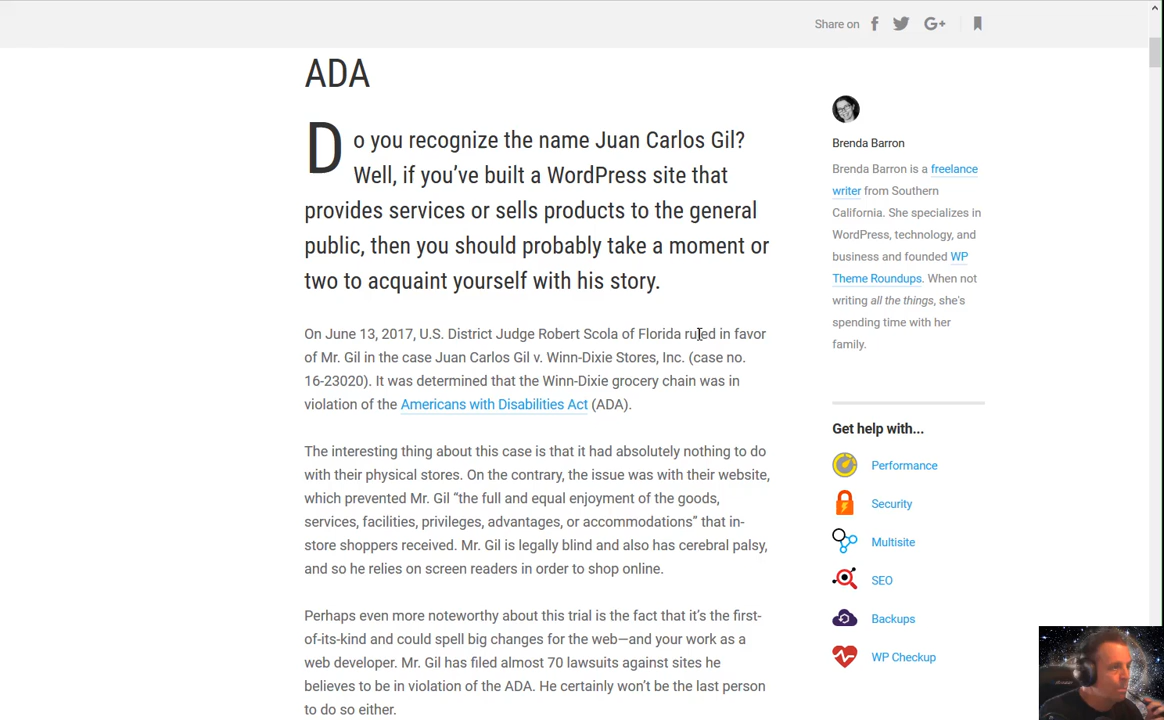 Share on
ADA
Do you recognize the name Juan Carlos Gil?
Well, if you’ve built a WordPress site that
provides services or sells products to the general
public, then you should probably take a moment or
two to acquaint yourself with his story.
On June 13, 2017, U.S. District Judge Robert Scola of Florida ruled in favor
of Mr. Gil in the case Juan Carlos Gil v. Winn-Dixie Stores, Inc. (case no.
16-23020). It was determined that the Winn-Dixie grocery chain was in
violation of the Americans with Disabilities Act (ADA).
The interesting thing about this case is that it had absolutely nothing to do
with their physical stores. On the contrary, the issue was with their website,
which prevented Mr. Gil “the full and equal enjoyment of the goods,
services, facilities, privileges, advantages, or accommodations” that in-
store shoppers received. Mr. Gil is legally blind and also has cerebral palsy,
and so he relies on screen readers in order to shop online.
Perhaps even more noteworthy about this trial is the fact that it’s the first-
of-its-kind and could spell big changes for the web—and your work as a
web developer. Mr. Gil has filed almost 70 lawsuits against sites he
believes to be in violation of the ADA. He certainly won’t be the last person
to do so either.
Brenda Barron
Brenda Barron is a freelance
writer from Southern
California. She specializes in
WordPress, technology, and
business and founded WP
Theme Roundups. When not
writing all the things, she's
spending time with her
family.
Get help with...
Performance
Security
Multisite
SEO
Backups
WP Checkup